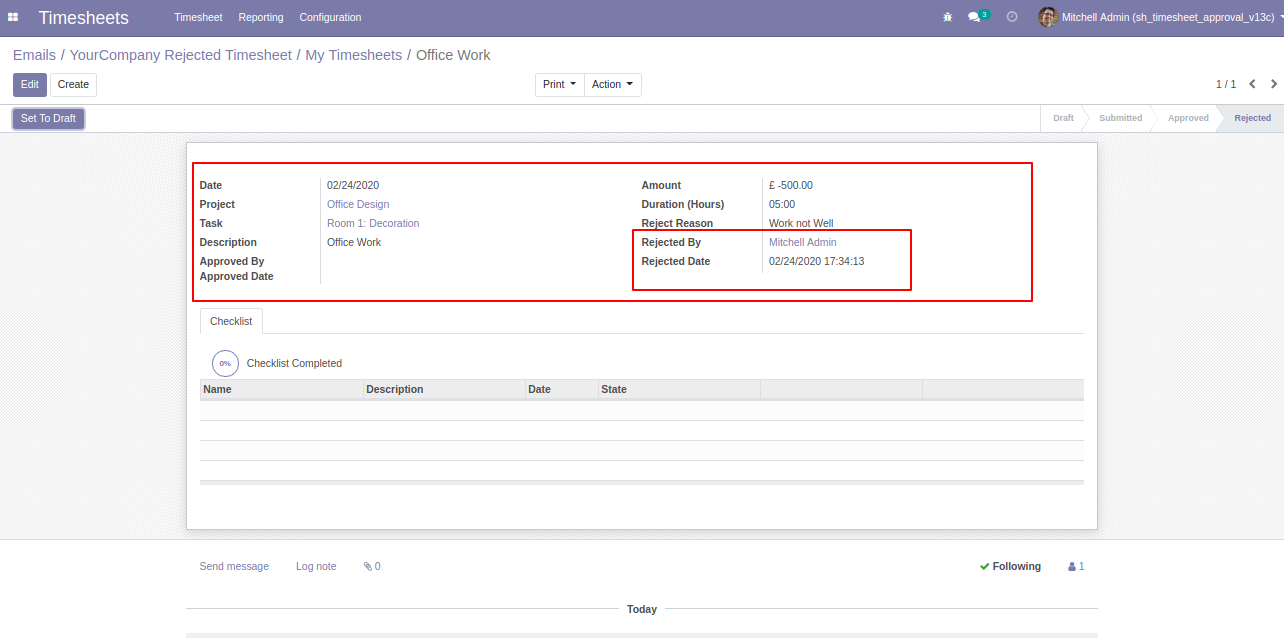 Timesheets Timesheet Reporting Configuration 3 Mitchell Admin (sh_timesheet_approval_v13c)
Emails / YourCompany Rejected Timesheet / My Timesheets / Office Work
Edit Create Print Action 1 / 1
Set To Draft Draft Submitted Approved Rejected
Date 02/24/2020 Amount £ -500.00
Project Office Design Duration (Hours) 05:00
Task Room 1: Decoration Reject Reason Work not Well
Description Office Work Rejected By Mitchell Admin
Approved By Rejected Date 02/24/2020 17:34:13
Approved Date
Checklist
0% Checklist Completed
Name Description Date State
Send message Log note 0 Following 1
Today